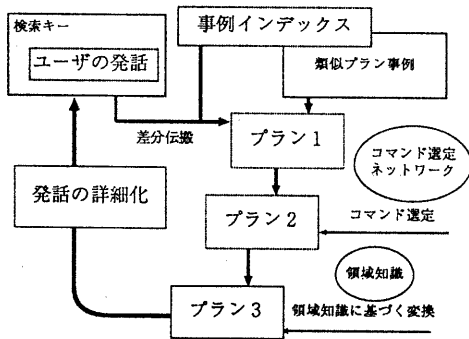 検索キー
ユーザの発話
事例インデックス
類似プラン事例
差分伝搬
プラン1
コマンド選定
ネットワーク
発話の詳細化
プラン2
コマンド選定
領域知識
プラン3
領域知識に基づく変換